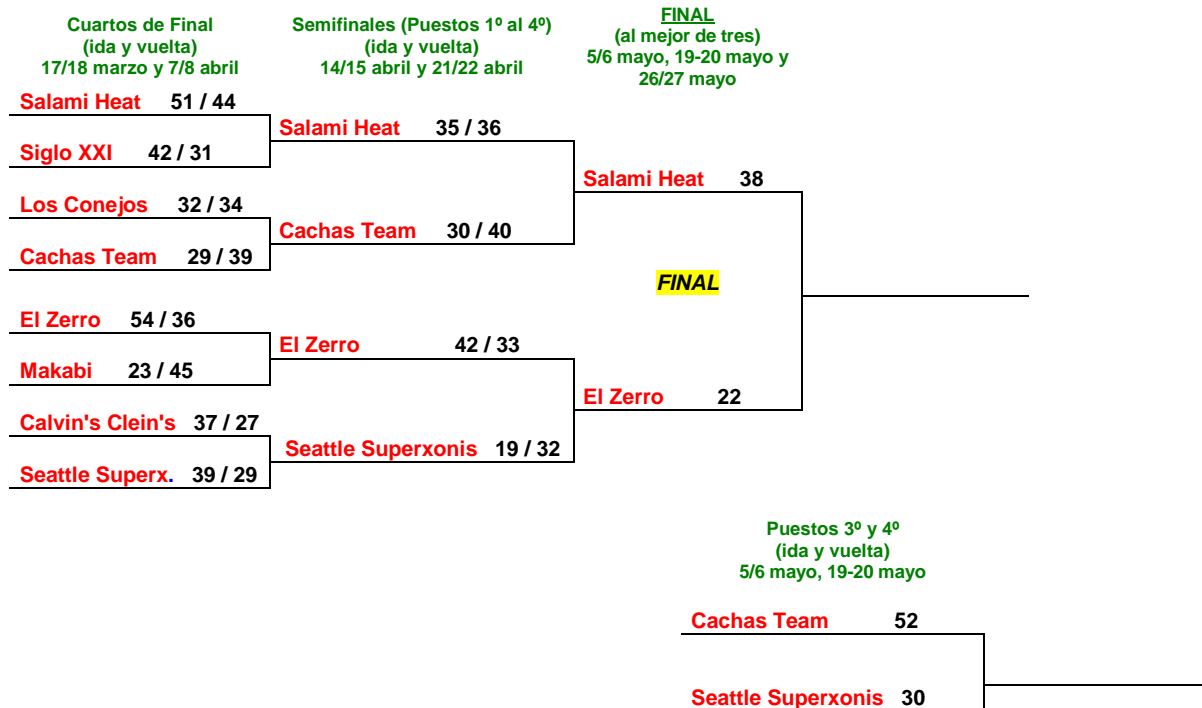 Cuartos de Final
(ida y vuelta)
17/18 marzo y 7/8 abril
Semifinales (Puestos 1º al 4º)
(ida y vuelta)
14/15 abril y 21/22 abril
FINAL
(al mejor de tres)
5/6 mayo, 19-20 mayo y
26/27 mayo
Salami Heat 51 / 44
Siglo XXI 42 / 31
Los Conejos 32 / 34
Cachas Team 29 / 39
El Zerro 54 / 36
Makabi 23 / 45
Calvin's Clein's 37 / 27
Seattle Superx. 39 / 29
Salami Heat 35 / 36
Cachas Team 30 / 40
El Zerro 42 / 33
Seattle Superxonis 19 / 32
Salami Heat 38
FINAL
El Zerro 22
Puestos 3º y 4º
(ida y vuelta)
5/6 mayo, 19-20 mayo
Cachas Team 52
Seattle Superxonis 30